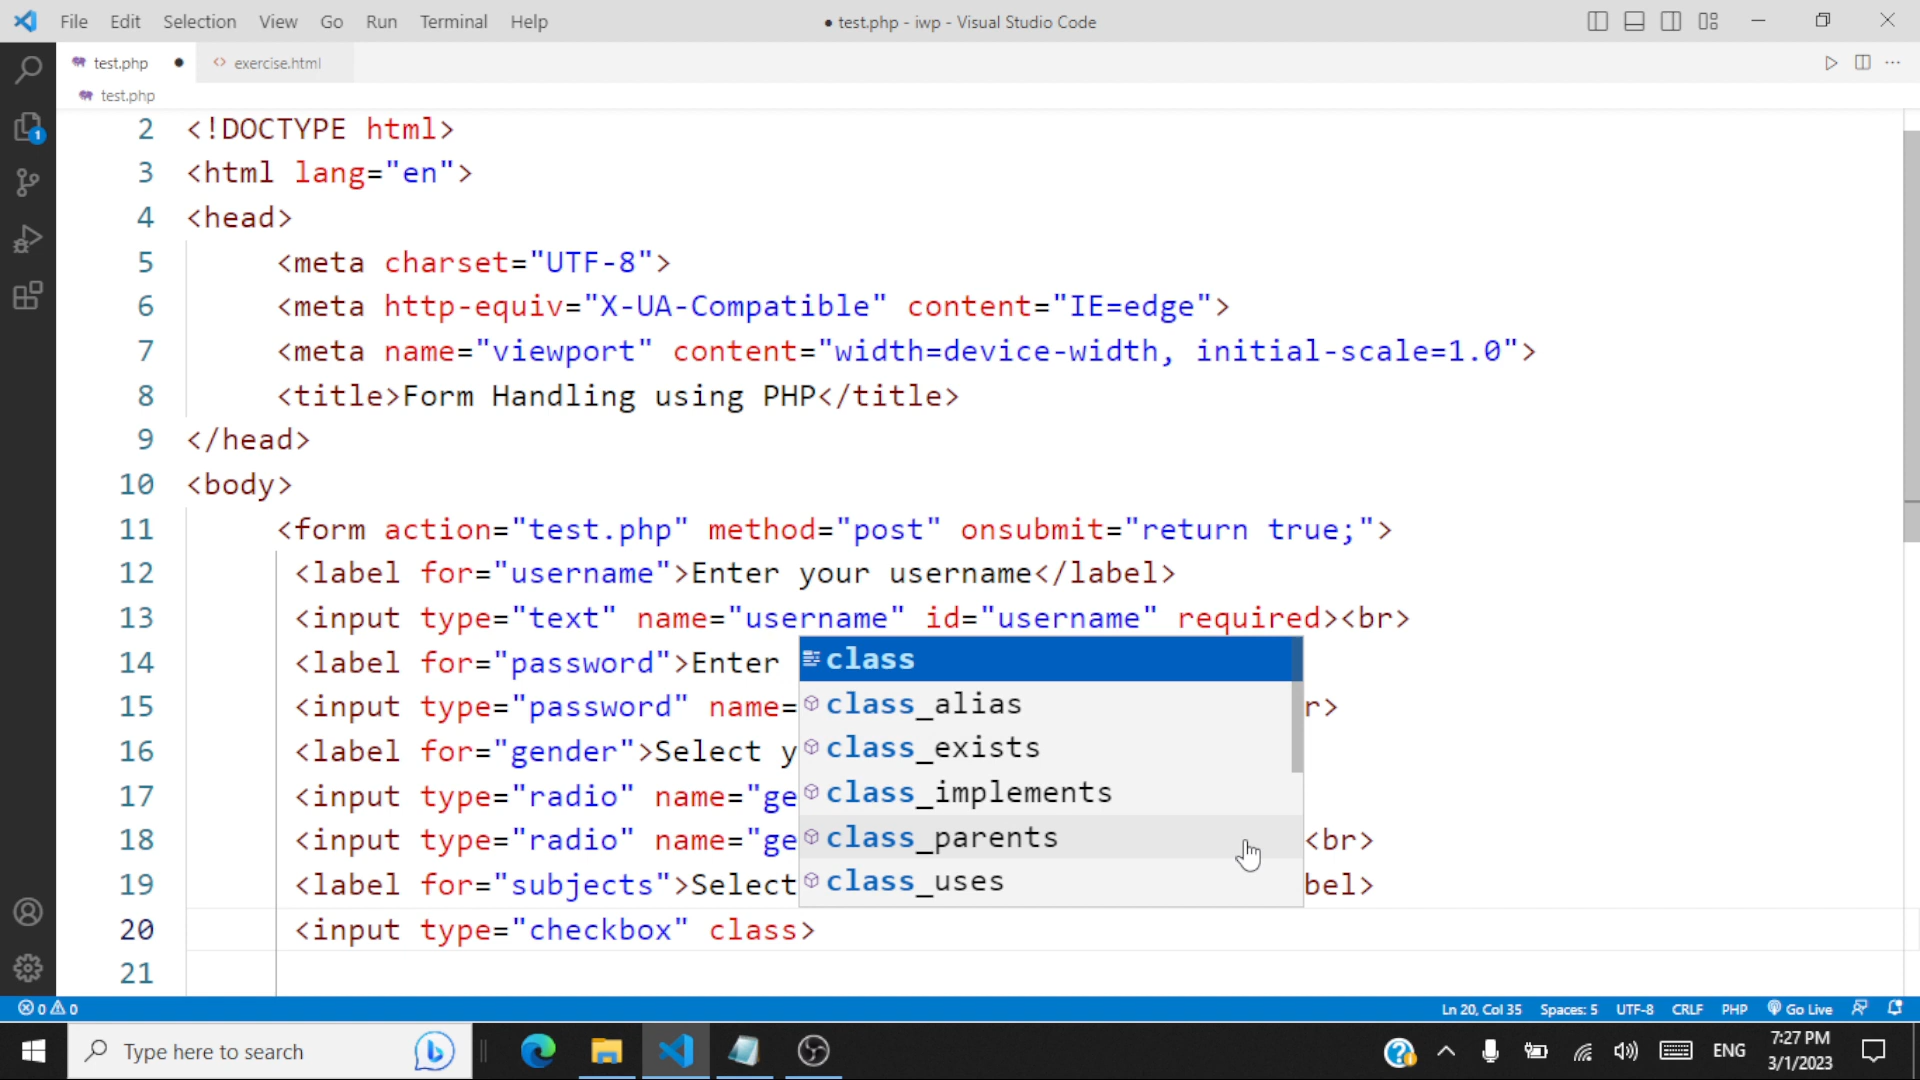 File Edit Selection View Go Run Terminal Help ● test.php - iwp - Visual Studio Code
test.php ● <> exercise.html
test.php
1
2 <!DOCTYPE html>
3 <html lang="en">
4 <head>
5 <meta charset="UTF-8">
6 <meta http-equiv="X-UA-Compatible" content="IE=edge">
7 <meta name="viewport" content="width=device-width, initial-scale=1.0">
8 <title>Form Handling using PHP</title>
9 </head>
10 <body>
11 <form action="test.php" method="post" onsubmit="return true;">
12 <label for="username">Enter your username</label>
13 <input type="text" name="username" id="username" required><br>
14 <label for="password">Enter
class
15 <input type="password" name= r>
class_alias
16 <label for="gender">Select y
class_exists
17 <input type="radio" name="ge
class_implements
18 <input type="radio" name="ge <br>
class_parents
19 <label for="subjects">Select bel>
class_uses
20 <input type="checkbox" class>
21
0 0 Ln 20, Col 35 Spaces: 5 UTF-8 CRLF PHP Go Live
Type here to search ENG 7:27 PM
3/1/2023